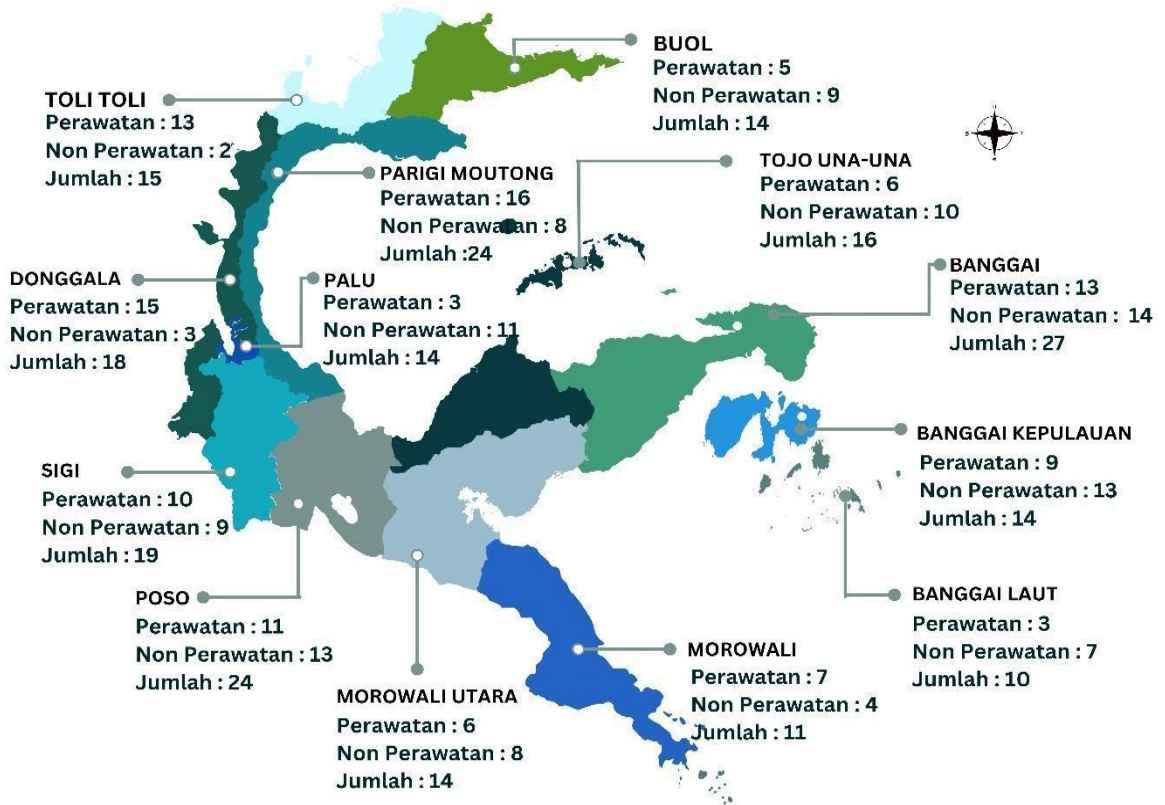 BUOL
Perawatan : 5
Non Perawatan : 9
Jumlah : 14
TOLI TOLI
Perawatan : 13
Non Perawatan : 2
Jumlah : 15
PARIGI MOUTONG
Perawatan : 16
Non Perawatan : 8
Jumlah :24
TOJO UNA-UNA
Perawatan : 6
Non Perawatan : 10
Jumlah : 16
DONGGALA
Perawatan : 15
Non Perawatan : 3
Jumlah : 18
PALU
Perawatan : 3
Non Perawatan : 11
Jumlah : 14
BANGGAI
Perawatan : 13
Non Perawatan : 14
Jumlah : 27
BANGGAI KEPULAUAN
Perawatan : 9
Non Perawatan : 13
Jumlah : 14
SIGI
Perawatan : 10
Non Perawatan : 9
Jumlah : 19
BANGGAI LAUT
Perawatan : 3
Non Perawatan : 7
Jumlah : 10
POSO
Perawatan : 11
Non Perawatan : 13
Jumlah : 24
MOROWALI UTARA
Perawatan : 6
Non Perawatan : 8
Jumlah : 14
MOROWALI
Perawatan : 7
Non Perawatan : 4
Jumlah : 11